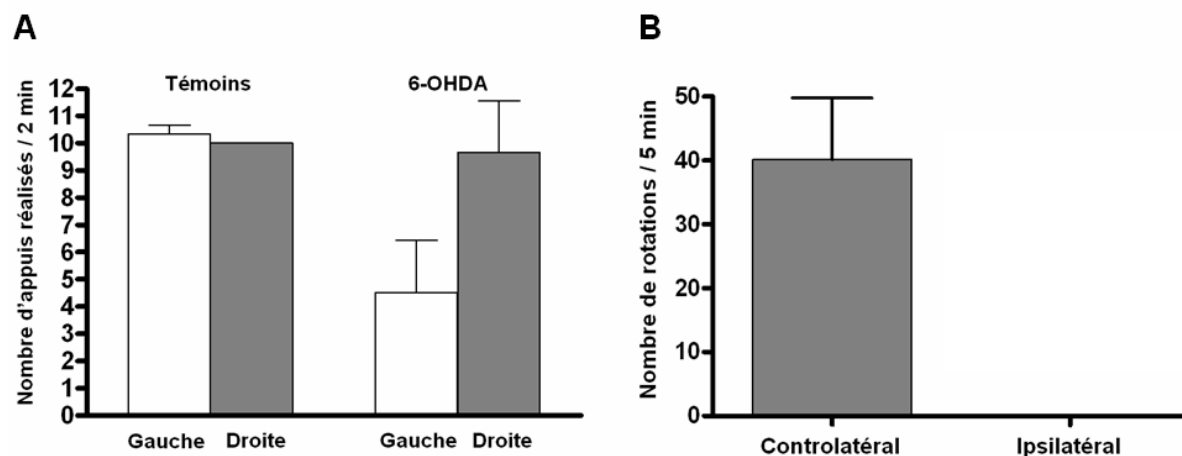 A
Nombre d'appuis réalisés / 2 min
12
11
10
9
8
7
6
5
4
3
2
1
0
Témoins
6-OHDA
Gauche Droite
Gauche Droite
B
Nombre de rotations / 5 min
50
40
30
20
10
0
Controlatéral
Ipsilatéral